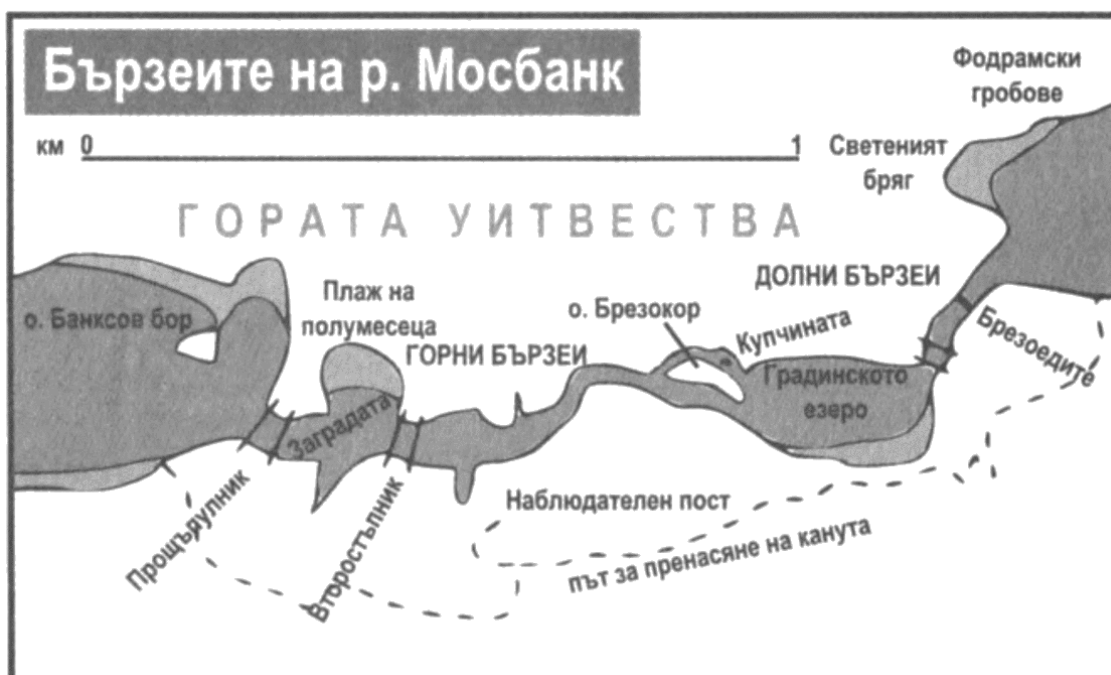 Бързеите на р. Мосбанк
Фодрамски
гробове
км 0 1
Светеният
бряг
ГОРАТА УИТВЕСТВА
Плаж на
полумесеца
о. Банксов бор
ДОЛНИ БЪРЗЕИ
о. Брезокор
Купчината
ГОРНИ БЪРЗЕИ
Брезоедите
Градинското
езеро
Заградата
Наблюдателен пост
Прощъпулник
Второстъпник
път за пренасяне на канута